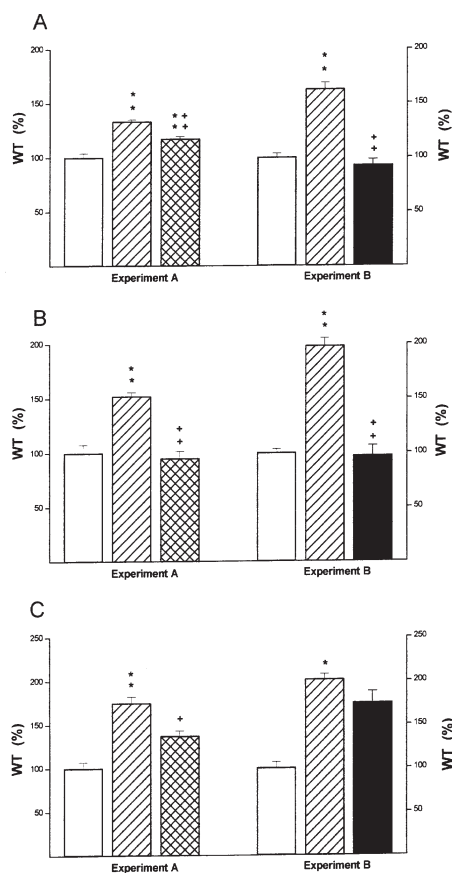 A
200
150
100
50
WT (%)
* *
* *
* + * +
* *
+ +
200
150
100
50
WT (%)
Experiment A
Experiment B
B
200
150
100
50
WT (%)
* *
+ +
* *
+ +
200
150
100
50
WT (%)
Experiment A
Experiment B
C
250
200
150
100
50
WT (%)
* *
+
*
250
200
150
100
50
WT (%)
Experiment A
Experiment B